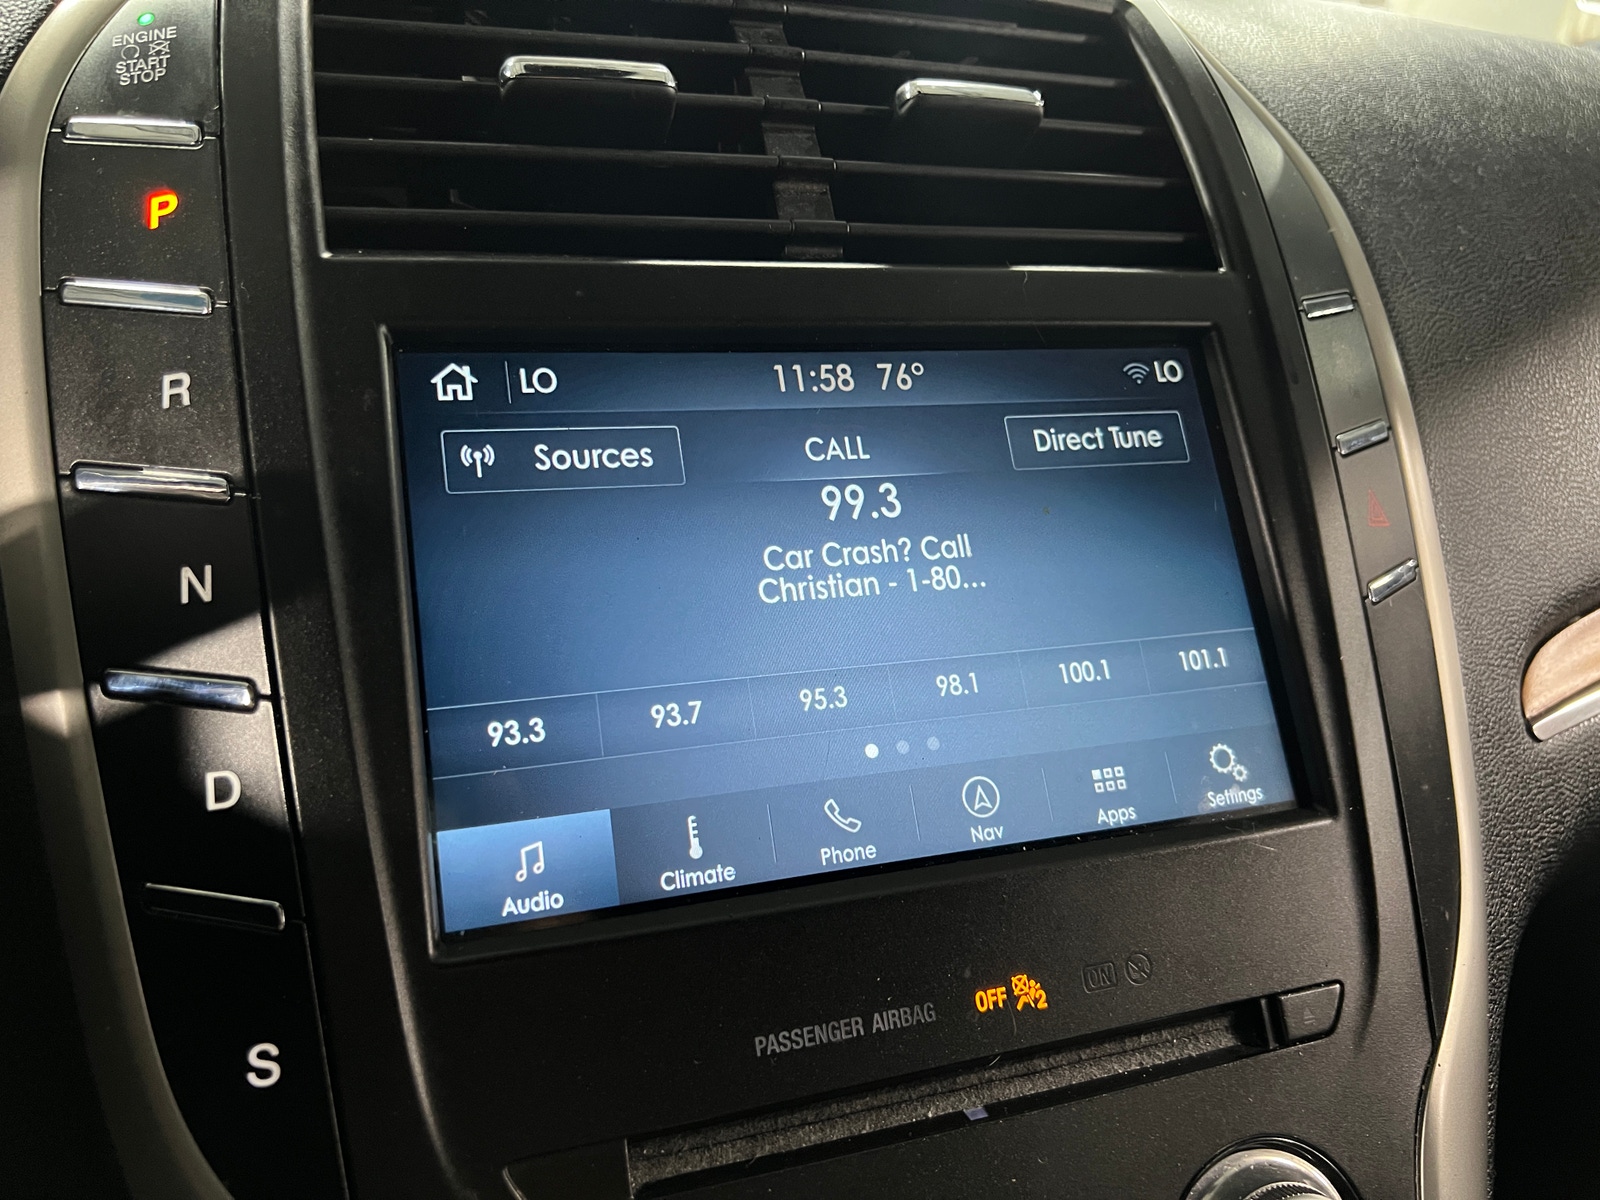 ENGINE
START
STOP
P
R
N
D
S
LO 11:58 76° LO
Sources CALL Direct Tune
99.3
Car Crash? Call
Christian - 1-80...
93.3 93.7 95.3 98.1 100.1 101.1
Audio Climate Phone Nav Apps Settings
PASSENGER AIRBAG OFF 2 ON